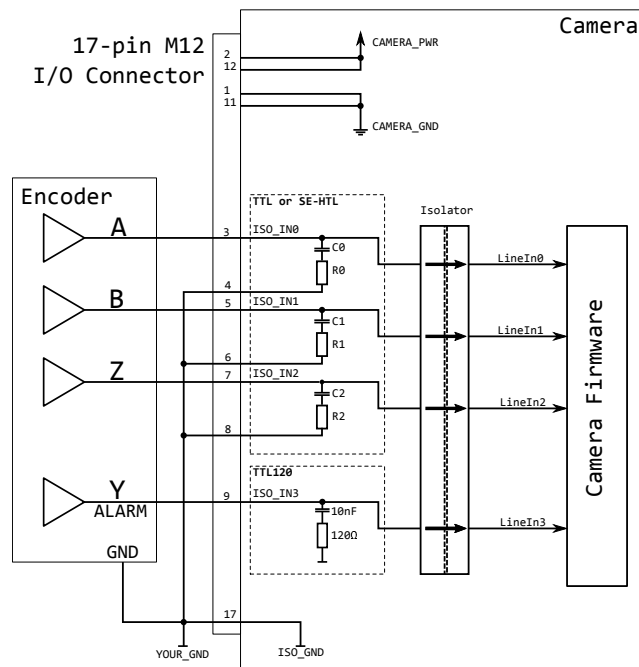 Camera
17-pin M12
I/O Connector
2
12
CAMERA_PWR
1
11
CAMERA_GND
Encoder
TTL or SE-HTL
Isolator
A
3
ISO_IN0
C0
R0
LineIn0
4
B
5
ISO_IN1
C1
R1
LineIn1
6
Z
7
ISO_IN2
C2
R2
LineIn2
8
Camera Firmware
TTL120
Y
ALARM
9
ISO_IN3
10nF
120Ω
LineIn3
GND
17
YOUR_GND
ISO_GND